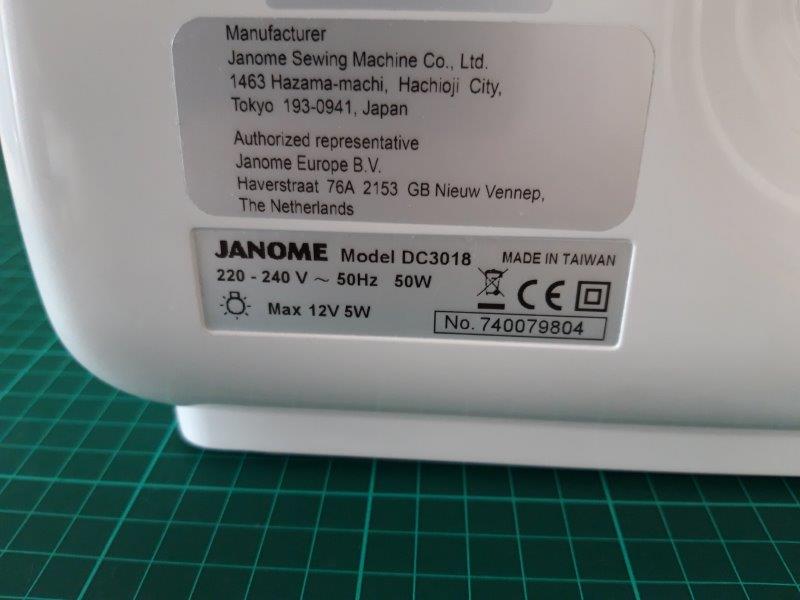 Manufacturer
Janome Sewing Machine Co., Ltd.
1463 Hazama-machi, Hachioji City,
Tokyo 193-0941, Japan
Authorized representative
Janome Europe B.V.
Haverstraat 76A 2153 GB Nieuw Vennep,
The Netherlands
JANOME Model DC3018 MADE IN TAIWAN
220 - 240 V ~ 50Hz 50W
CE
Max 12V 5W
No. 740079804